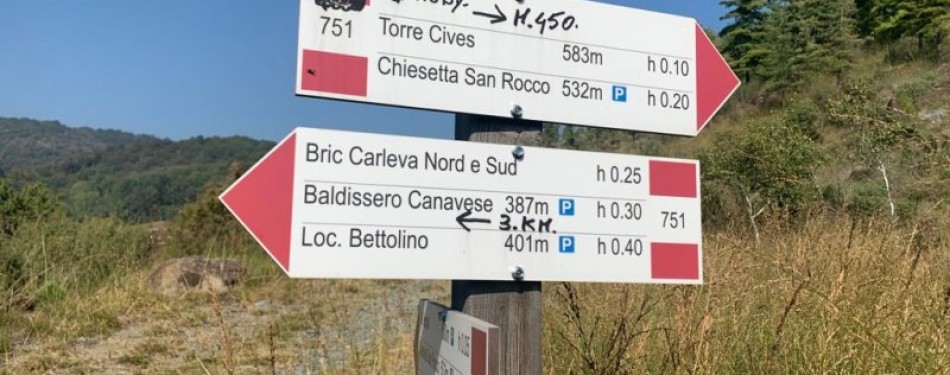 → M.450.
751
Torre Cives 583m h 0.10
Chiesetta San Rocco 532m P h 0.20
Bric Carleva Nord e Sud h 0.25
Baldissero Canavese 387m P h 0.30
← 3.KM.
751
Loc. Bettolino 401m P h 0.40